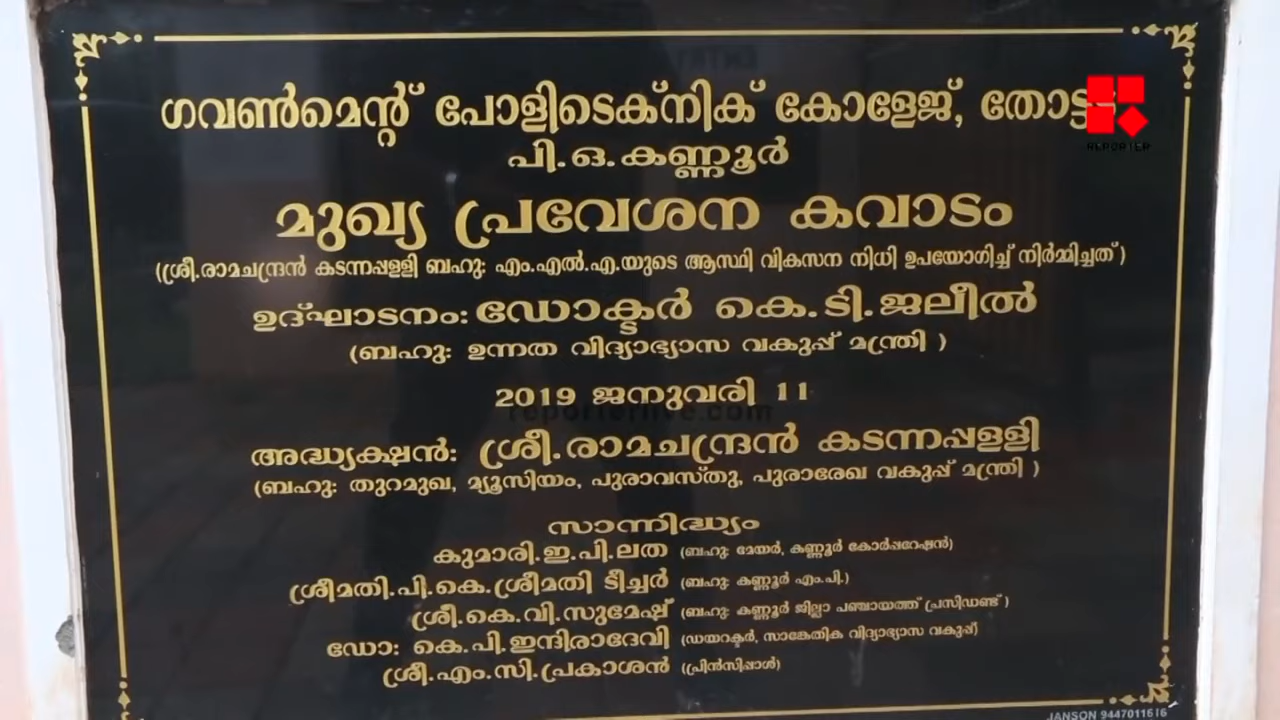 ഗവൺമെന്റ് പോളിടെക്നിക് കോളേജ്, തോട്ട
REPORTER
പി.ഒ.കണ്ണൂർ
മുഖ്യ പ്രവേശന കവാടം
(ശ്രീ.രാമചന്ദ്രൻ കടന്നപ്പള്ളി ബഹു: എം.എൽ.എ.യുടെ ആസ്ഥി വികസന നിധി ഉപയോഗിച്ച് നിർമ്മിച്ചത്)
ഉദ്ഘാടനം: ഡോക്ടർ കെ.ടി.ജലീൽ
(ബഹു: ഉന്നത വിദ്യാഭ്യാസ വകുപ്പ് മന്ത്രി )
2019 ജനുവരി 11
reporterlive.com
അദ്ധ്യക്ഷൻ: ശ്രീ.രാമചന്ദ്രൻ കടന്നപ്പള്ളി
(ബഹു: തുറമുഖ, മ്യൂസിയം, പുരാവസ്തു, പുരാരേഖ വകുപ്പ് മന്ത്രി )
സാന്നിദ്ധ്യം
കുമാരി.ഇ.പി.ലത (ബഹു: മേയർ, കണ്ണൂർ കോർപ്പറേഷൻ)
ശ്രീമതി.പി.കെ.ശ്രീമതി ടീച്ചർ (ബഹു: കണ്ണൂർ എം.പി.)
ശ്രീ.കെ.വി.സുമേഷ് (ബഹു: കണ്ണൂർ ജില്ലാ പഞ്ചായത്ത് പ്രസിഡണ്ട് )
ഡോ: കെ.പി.ഇന്ദിരാദേവി (ഡയറക്ടർ, സാങ്കേതിക വിദ്യാഭ്യാസ വകുപ്പ്)
ശ്രീ.എം.സി.പ്രകാശൻ (പ്രിൻസിപ്പാൾ)
JANSON 9447011616